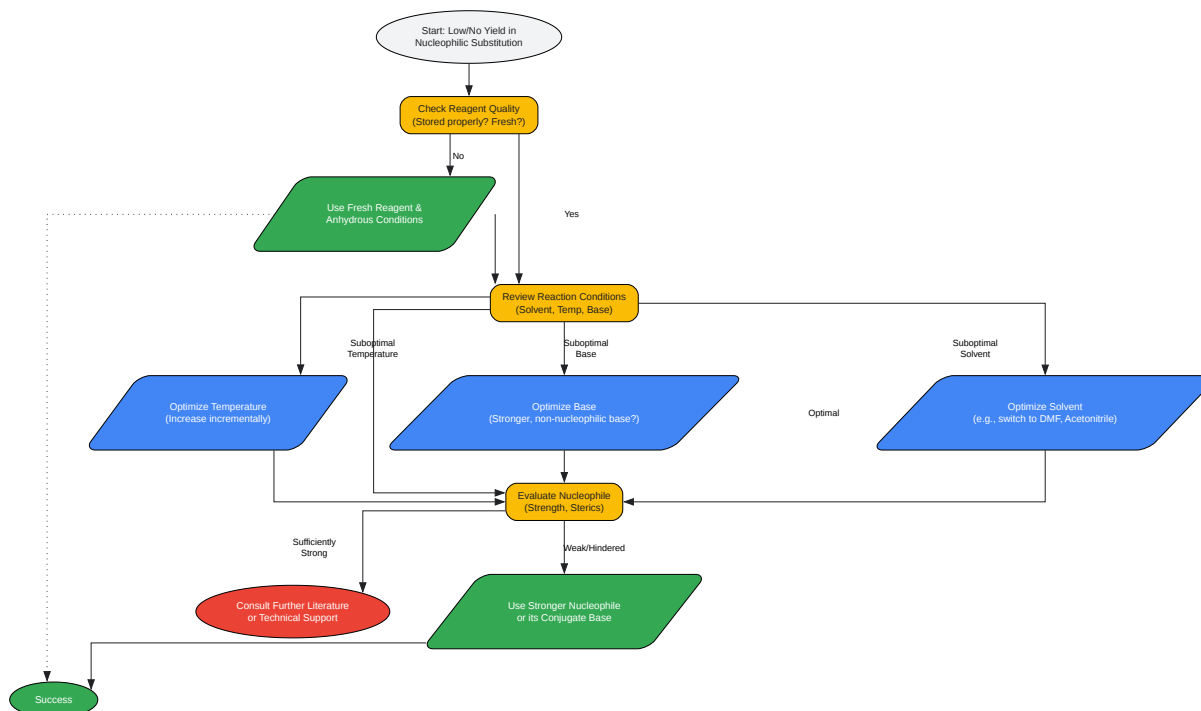 Start: Low/No Yield in
Nucleophilic Substitution
Check Reagent Quality
(Stored properly? Fresh?)
No
Use Fresh Reagent &
Anhydrous Conditions
Yes
Review Reaction Conditions
(Solvent, Temp, Base)
Suboptimal
Temperature
Suboptimal
Base
Suboptimal
Solvent
Optimize Temperature
(Increase incrementally)
Optimize Base
(Stronger, non-nucleophilic base?)
Optimal
Optimize Solvent
(e.g., switch to DMF, Acetonitrile)
Evaluate Nucleophile
(Strength, Sterics)
Sufficiently
Strong
Weak/Hindered
Consult Further Literature
or Technical Support
Use Stronger Nucleophile
or its Conjugate Base
Success